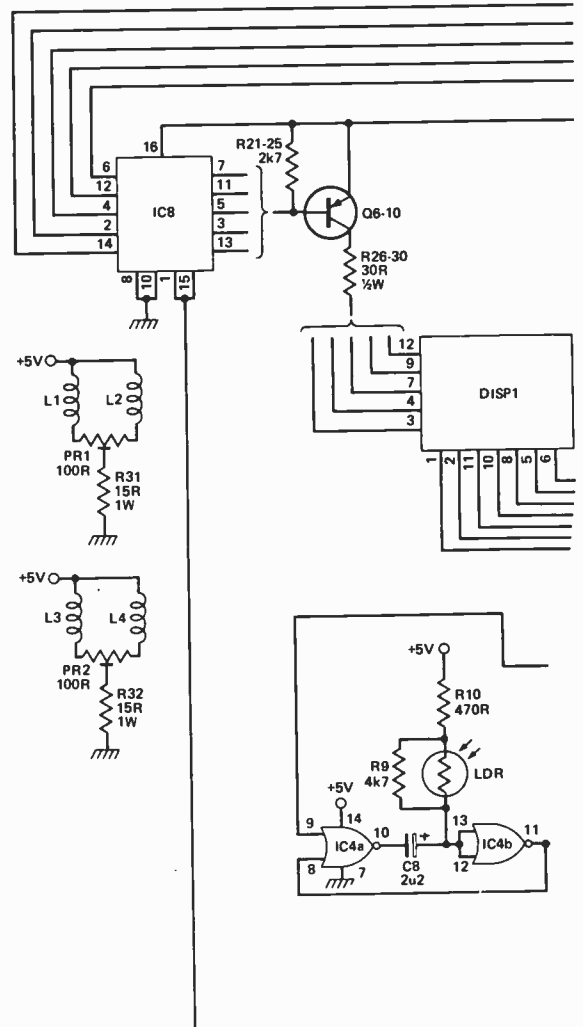 16
R21-25
2k7
6
12
4
2
14
IC8
7
11
5
3
13
Q6-10
8
10
1
15
R26-30
30R
½W
12
9
7
4
3
DISP1
1
2
11
10
8
5
6
+5V
L1
L2
PR1
100R
R31
15R
1W
+5V
L3
L4
PR2
100R
R32
15R
1W
+5V
R10
470R
R9
4k7
LDR
+5V
14
9
8
IC4a
10
7
+
C8
2u2
13
12
IC4b
11